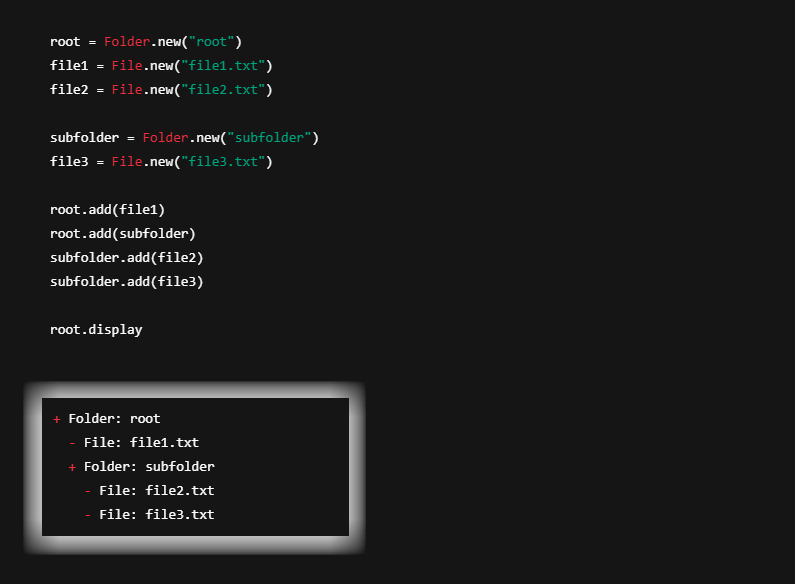 root = Folder.new("root")
file1 = File.new("file1.txt")
file2 = File.new("file2.txt")
subfolder = Folder.new("subfolder")
file3 = File.new("file3.txt")
root.add(file1)
root.add(subfolder)
subfolder.add(file2)
subfolder.add(file3)
root.display
+ Folder: root
- File: file1.txt
+ Folder: subfolder
- File: file2.txt
- File: file3.txt